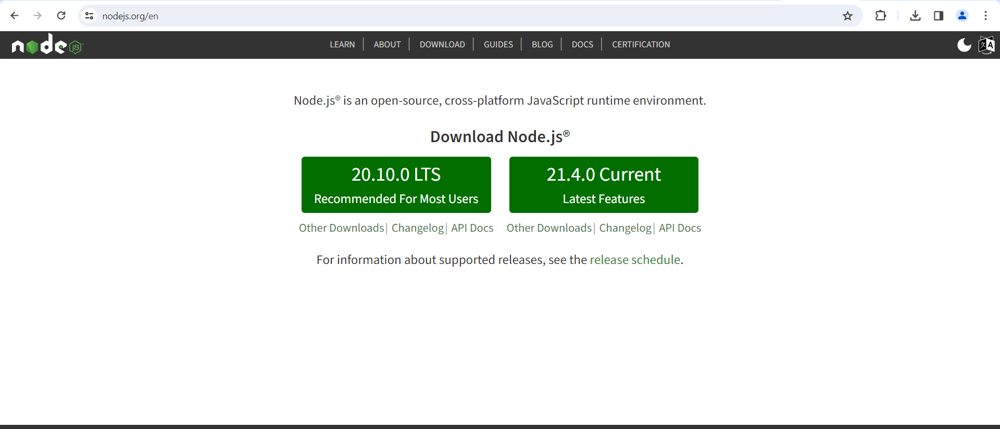 nodejs.org/en
node JS
LEARN | ABOUT | DOWNLOAD | GUIDES | BLOG | DOCS | CERTIFICATION
Node.js® is an open-source, cross-platform JavaScript runtime environment.
Download Node.js®
20.10.0 LTS
Recommended For Most Users
Other Downloads| Changelog| API Docs
21.4.0 Current
Latest Features
Other Downloads| Changelog| API Docs
For information about supported releases, see the release schedule.